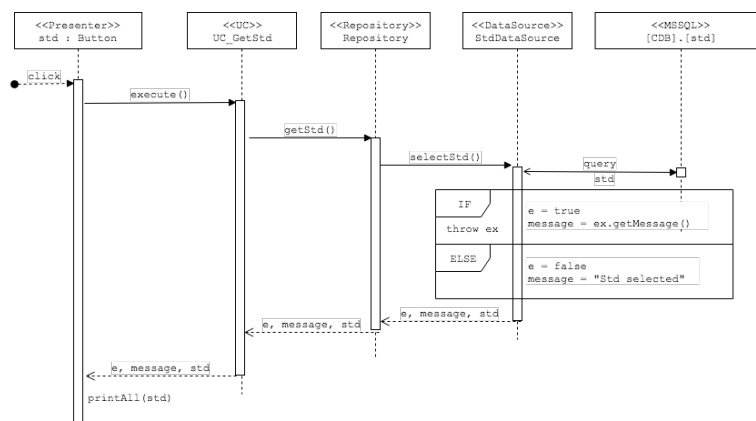 <<Presenter>>
std : Button
<<UC>>
UC_GetStd
<<Repository>>
Repository
<<DataSource>>
StdDataSource
<<MSSQL>>
[CDB].[std]
click
execute()
getStd()
selectStd()
query
std
IF
throw ex
e = true
message = ex.getMessage()
ELSE
e = false
message = "Std selected"
e, message, std
e, message, std
e, message, std
printAll(std)